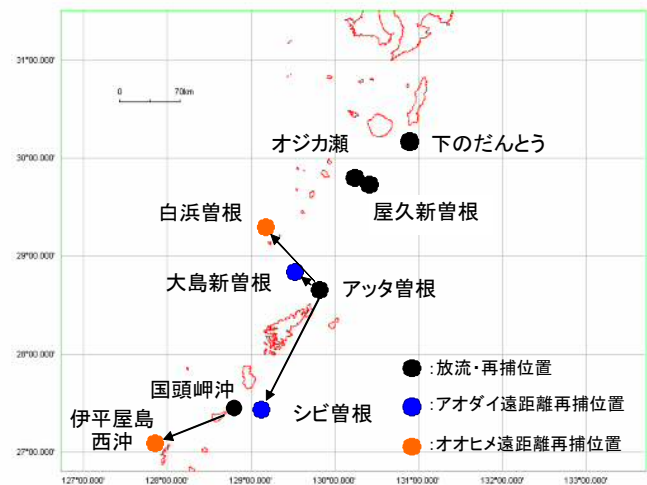 31°00.000'
0 70km
オジカ瀬
下のだんとう
30°00.000'
屋久新曽根
白浜曽根
29°00.000'
大島新曽根
アッタ曽根
28°00.000'
●:放流・再捕位置
国頭岬沖
●:アオダイ遠距離再捕位置
伊平屋島
西沖
シビ曽根
●:オオヒメ遠距離再捕位置
27°00.000'
127°00.000' 128°00.000' 129°00.000' 130°00.000' 131°00.000' 132°00.000' 133°00.000'